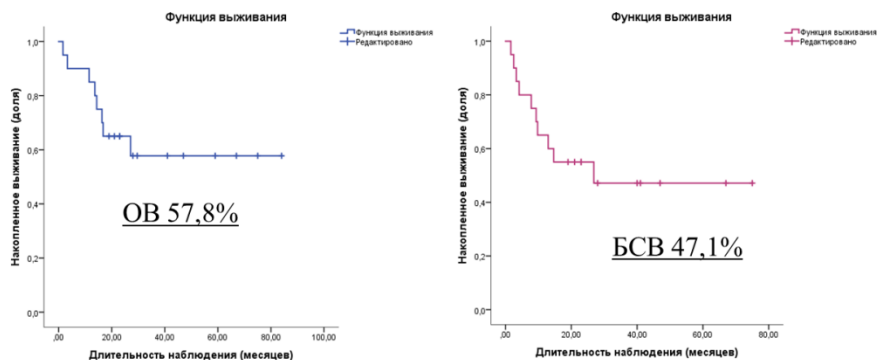 Функция выживания
Функция выживания
Редактировано
Накопленное выживание (доля)
1,0
0,8
0,6
0,4
0,2
0,0
ОВ 57,8%
,00
20,00
40,00
60,00
80,00
100,00
Длительность наблюдения (месяцев)
Функция выживания
Функция выживания
Редактировано
Накопленное выживание (доля)
1,0
0,8
0,6
0,4
0,2
0,0
БСВ 47,1%
,00
20,00
40,00
60,00
80,00
Длительность наблюдения (месяцев)